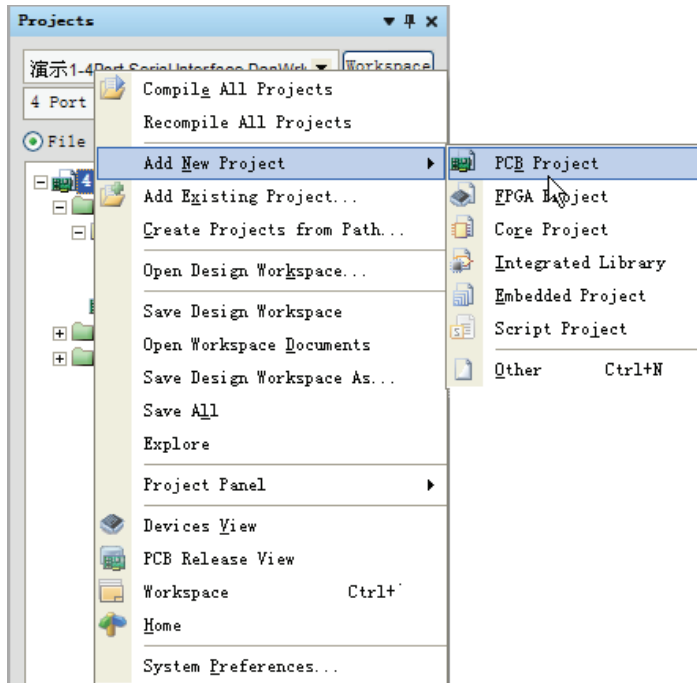 Projects
演示1-4Port Serial Interface.DsnWrk
Workspace
4 Port
Compile All Projects
Recompile All Projects
File
Add New Project
PCB Project
4
Add Existing Project...
FPGA Project
Create Projects from Path...
Core Project
Open Design Workspace...
Integrated Library
Save Design Workspace
Embedded Project
Open Workspace Documents
Script Project
Save Design Workspace As...
Other Ctrl+N
Save All
Explore
Project Panel
Devices View
PCB Release View
Workspace Ctrl+`
Home
System Preferences...